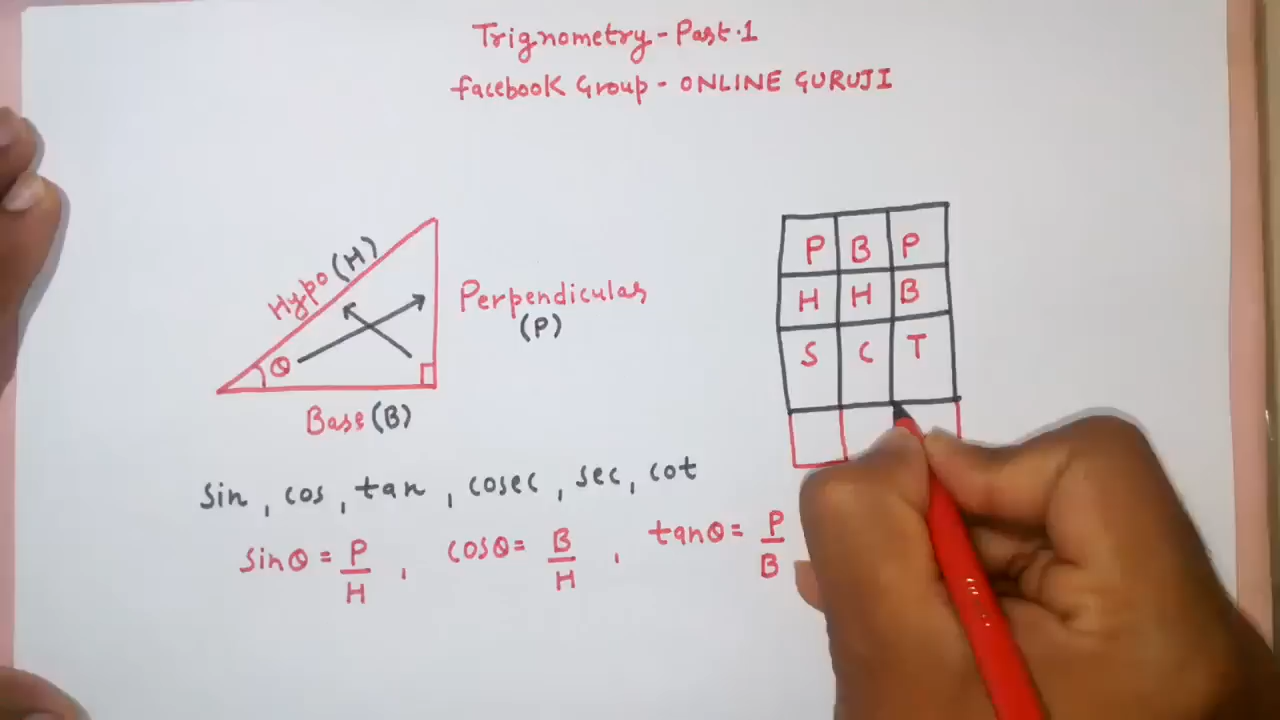 Trignometry - Part.1
facebook Group - ONLINE GURUJI
Hypo (H)
θ
Perpendicular
(P)
Base (B)
P B P
H H B
S C T
sin, cos, tan, cosec, sec, cot
sinθ = P/H, cosθ = B/H, tanθ = P/B